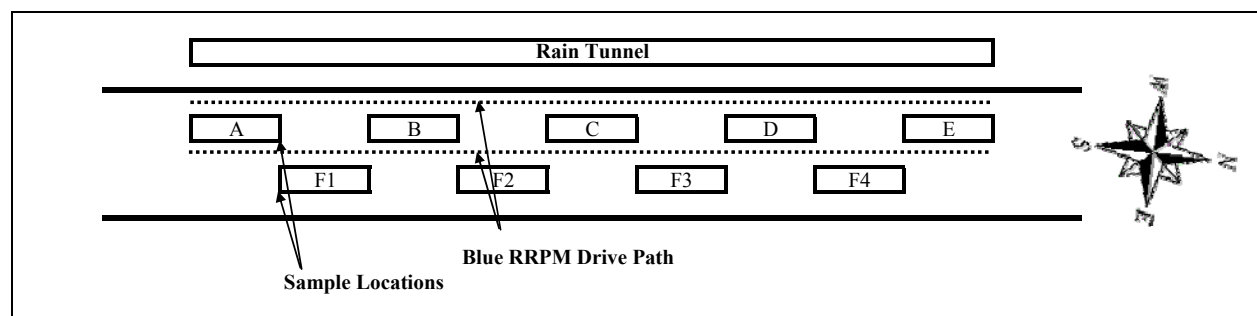 Rain Tunnel
A B C D E
F1 F2 F3 F4
Blue RRPM Drive Path
Sample Locations
W
S
N
E